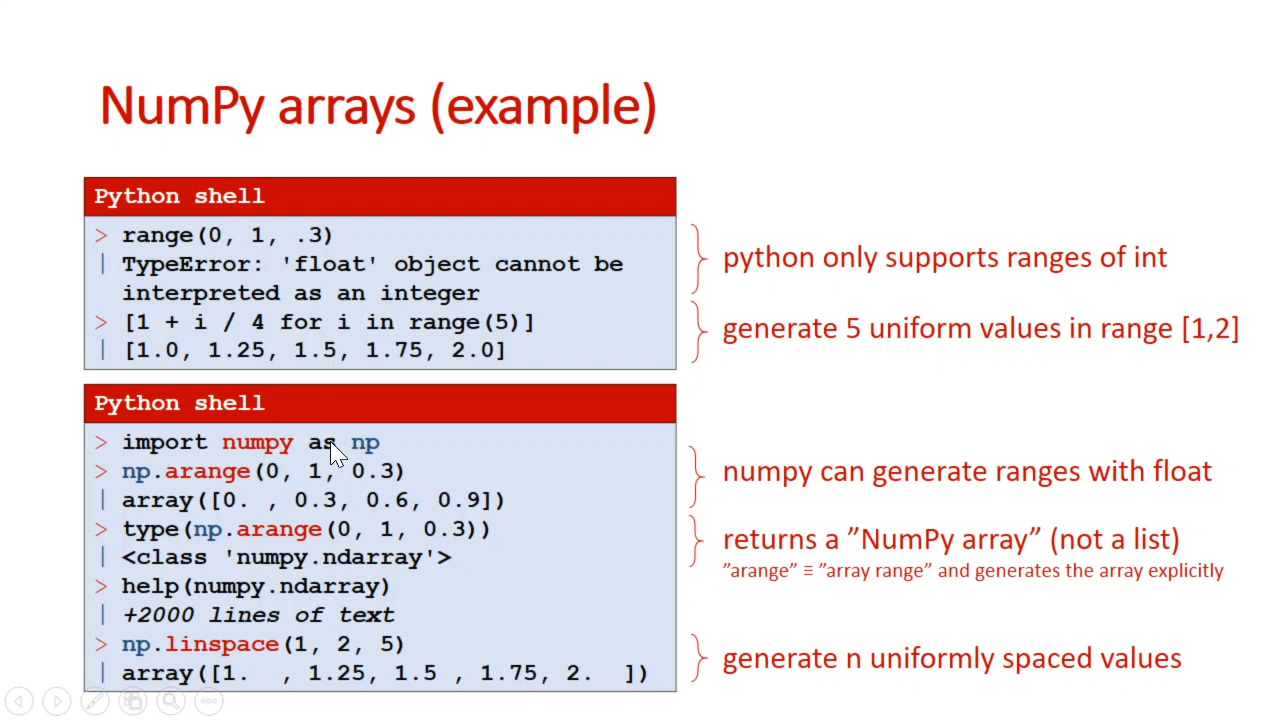 NumPy arrays (example)
Python shell
> range(0, 1, .3)
| TypeError: 'float' object cannot be
interpreted as an integer
> [1 + i / 4 for i in range(5)]
| [1.0, 1.25, 1.5, 1.75, 2.0]
python only supports ranges of int
generate 5 uniform values in range [1,2]
Python shell
> import numpy as np
> np.arange(0, 1, 0.3)
| array([0. , 0.3, 0.6, 0.9])
> type(np.arange(0, 1, 0.3))
| <class 'numpy.ndarray'>
> help(numpy.ndarray)
| +2000 lines of text
> np.linspace(1, 2, 5)
| array([1.  , 1.25, 1.5 , 1.75, 2.  ])
numpy can generate ranges with float
returns a ”NumPy array” (not a list)
”arange” ≡ ”array range” and generates the array explicitly
generate n uniformly spaced values